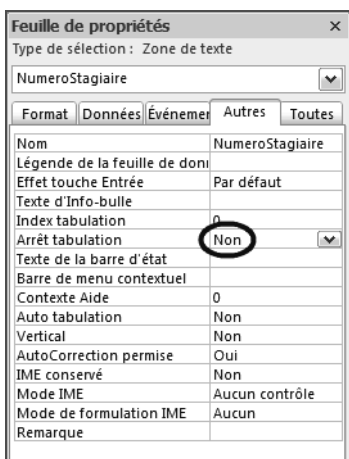 Feuille de propriétés ×
Type de sélection : Zone de texte
NumeroStagiaire
Format Données Événemen Autres Toutes
Nom NumeroStagiaire
Légende de la feuille de donn
Effet touche Entrée Par défaut
Texte d'Info-bulle
Index tabulation 0
Arrêt tabulation Non
Texte de la barre d'état
Barre de menu contextuel
Contexte Aide 0
Auto tabulation Non
Vertical Non
AutoCorrection permise Oui
IME conservé Non
Mode IME Aucun contrôle
Mode de formulation IME Aucun
Remarque